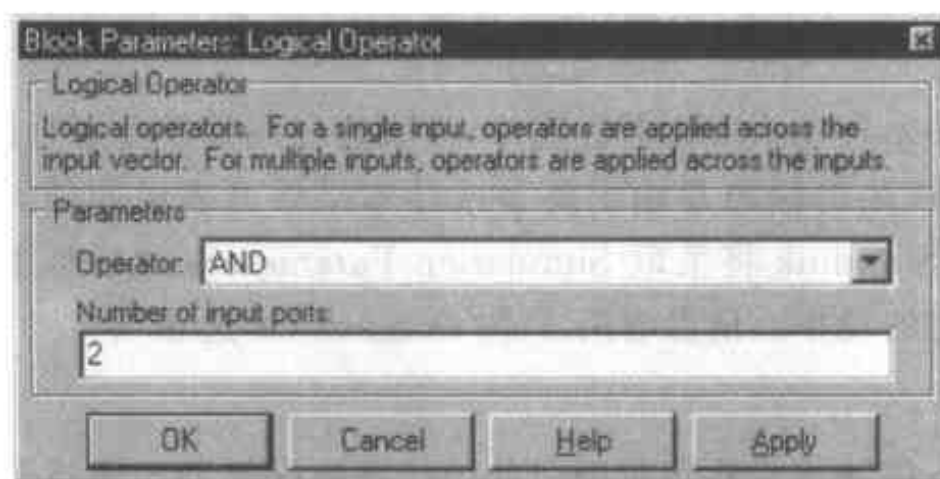 Block Parameters: Logical Operator
Logical Operator
Logical operators. For a single input, operators are applied across the
input vector. For multiple inputs, operators are applied across the inputs.
Parameters
Operator: AND
Number of input ports:
2
OK Cancel Help Apply